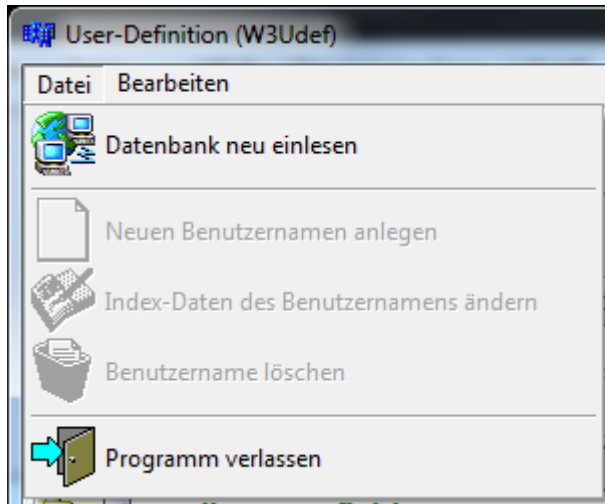 User-Definition (W3Udef)
Datei Bearbeiten
Datenbank neu einlesen
Neuen Benutzernamen anlegen
Index-Daten des Benutzernamens ändern
Benutzername löschen
Programm verlassen